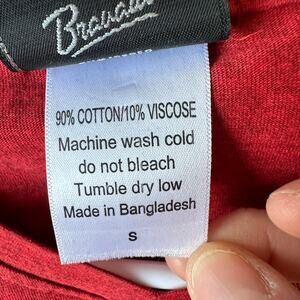 90% COTTON/10% VISCOSE
Machine wash cold
do not bleach
Tumble dry low
Made in Bangladesh
S